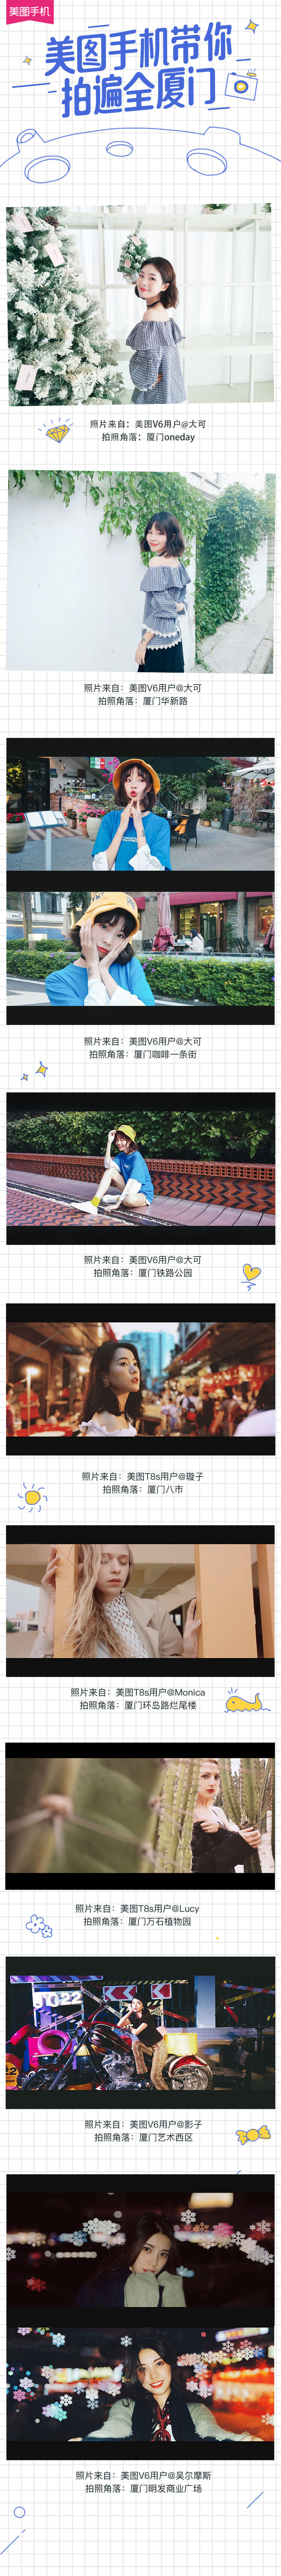 美图手机
美图手机带你
拍遍全厦门
照片来自：美图V6用户@大可
拍照角落：厦门oneday
照片来自：美图V6用户@大可
拍照角落：厦门华新路
照片来自：美图V6用户@大可
拍照角落：厦门咖啡一条街
照片来自：美图V6用户@大可
拍照角落：厦门铁路公园
照片来自：美图T8s用户@璇子
拍照角落：厦门八市
照片来自：美图T8s用户@Monica
拍照角落：厦门环岛路烂尾楼
照片来自：美图T8s用户@Lucy
拍照角落：厦门万石植物园
照片来自：美图V6用户@影子
拍照角落：厦门艺术西区
照片来自：美图V6用户@吴尔摩斯
拍照角落：厦门明发商业广场